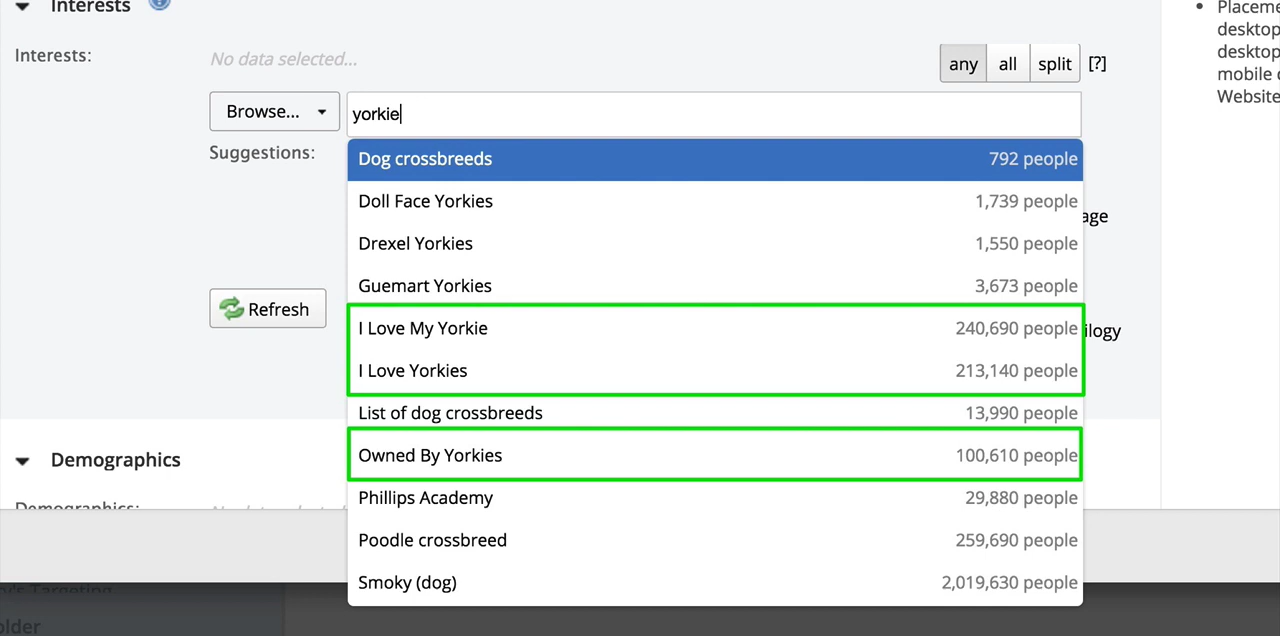 Interests
Interests: No data selected... any all split [?]
Browse... yorkie
Suggestions:
Dog crossbreeds 792 people
Doll Face Yorkies 1,739 people
age
Drexel Yorkies 1,550 people
Guemart Yorkies 3,673 people
Refresh
I Love My Yorkie 240,690 people
ilogy
I Love Yorkies 213,140 people
List of dog crossbreeds 13,990 people
Demographics
Owned By Yorkies 100,610 people
Phillips Academy 29,880 people
Demographics:
Poodle crossbreed 259,690 people
Smoky (dog) 2,019,630 people
Targeting
older
• Placeme
desktop
desktop
mobile
Website